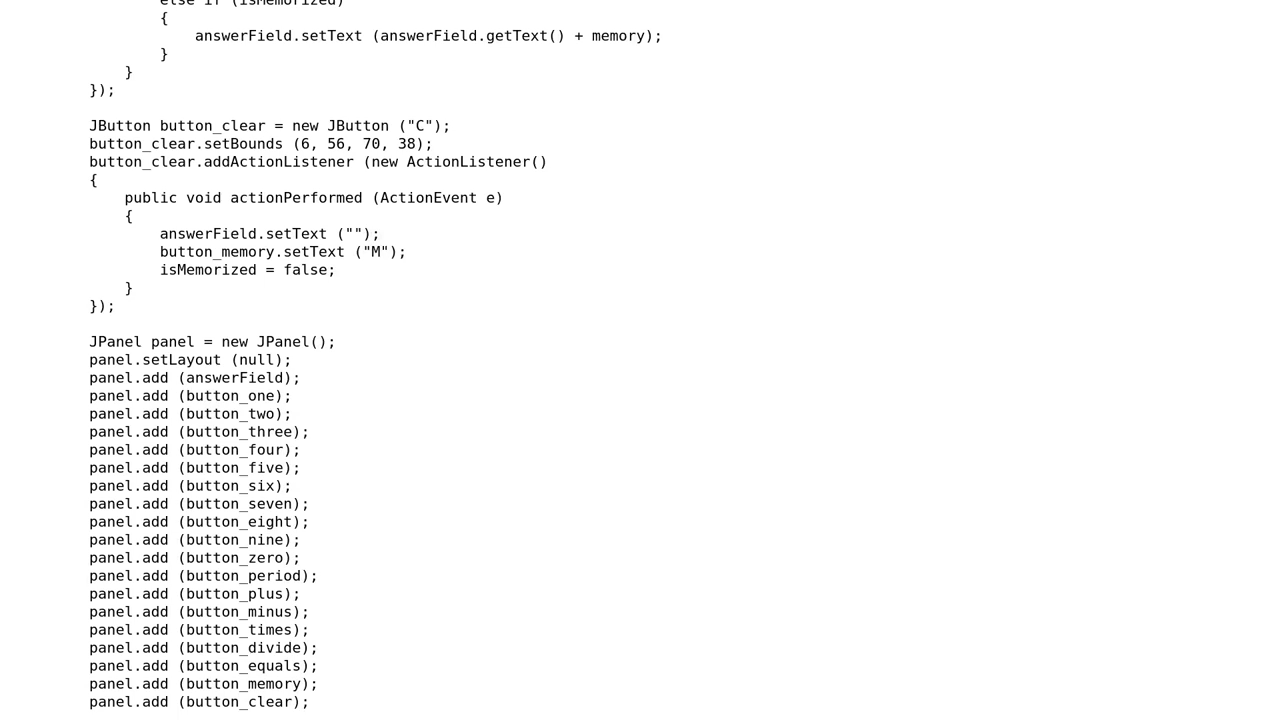 else if (isMemorized)
{
answerField.setText (answerField.getText() + memory);
}
}
});
JButton button_clear = new JButton ("C");
button_clear.setBounds (6, 56, 70, 38);
button_clear.addActionListener (new ActionListener()
{
public void actionPerformed (ActionEvent e)
{
answerField.setText ("");
button_memory.setText ("M");
isMemorized = false;
}
});
JPanel panel = new JPanel();
panel.setLayout (null);
panel.add (answerField);
panel.add (button_one);
panel.add (button_two);
panel.add (button_three);
panel.add (button_four);
panel.add (button_five);
panel.add (button_six);
panel.add (button_seven);
panel.add (button_eight);
panel.add (button_nine);
panel.add (button_zero);
panel.add (button_period);
panel.add (button_plus);
panel.add (button_minus);
panel.add (button_times);
panel.add (button_divide);
panel.add (button_equals);
panel.add (button_memory);
panel.add (button_clear);